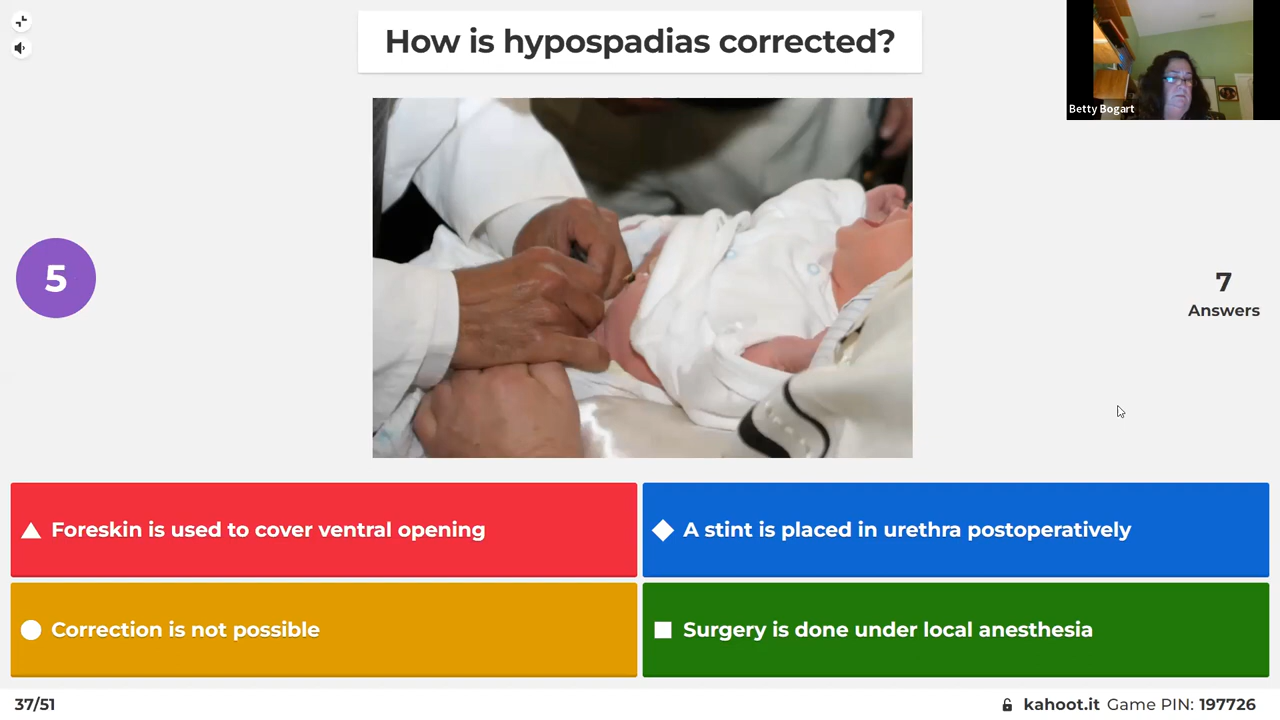 How is hypospadias corrected?
Betty Bogart
5
7
Answers
Foreskin is used to cover ventral opening
A stint is placed in urethra postoperatively
Correction is not possible
Surgery is done under local anesthesia
37/51
kahoot.it Game PIN: 197726